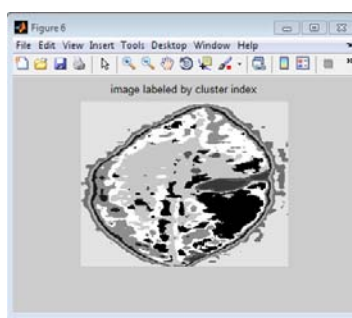 Figure 6
File Edit View Insert Tools Desktop Window Help
image labeled by cluster index